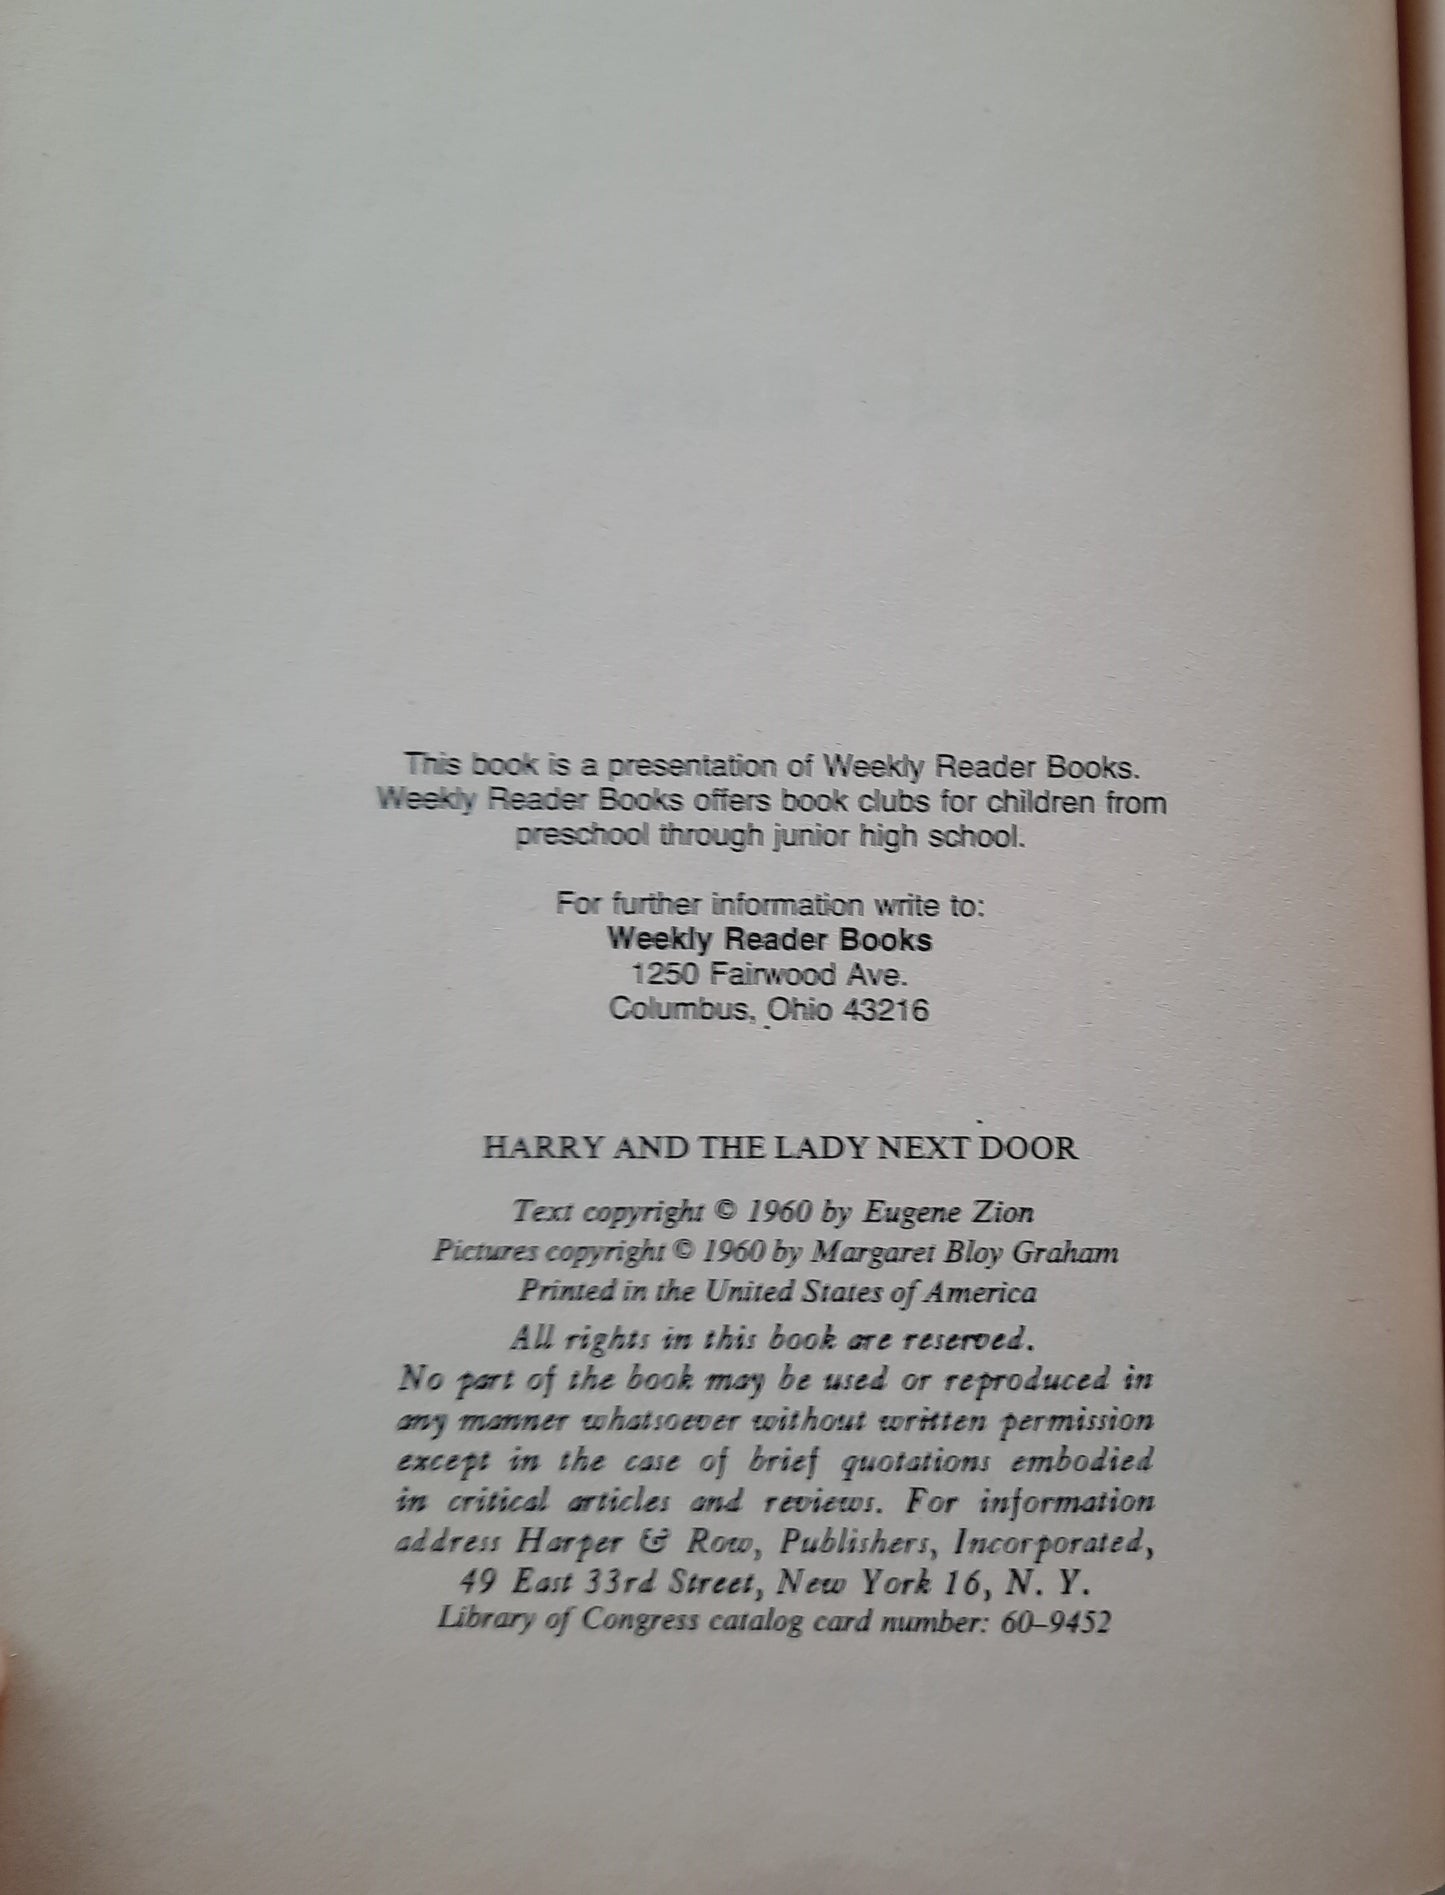 This book is a presentation of Weekly Reader Books.
Weekly Reader Books offers book clubs for children from
preschool through junior high school.
For further information write to:
Weekly Reader Books
1250 Fairwood Ave.
Columbus, Ohio 43216
HARRY AND THE LADY NEXT DOOR
Text copyright © 1960 by Eugene Zion
Pictures copyright © 1960 by Margaret Bloy Graham
Printed in the United States of America
All rights in this book are reserved.
No part of the book may be used or reproduced in
any manner whatsoever without written permission
except in the case of brief quotations embodied
in critical articles and reviews. For information
address Harper & Row, Publishers, Incorporated,
49 East 33rd Street, New York 16, N. Y.
Library of Congress catalog card number: 60–9452